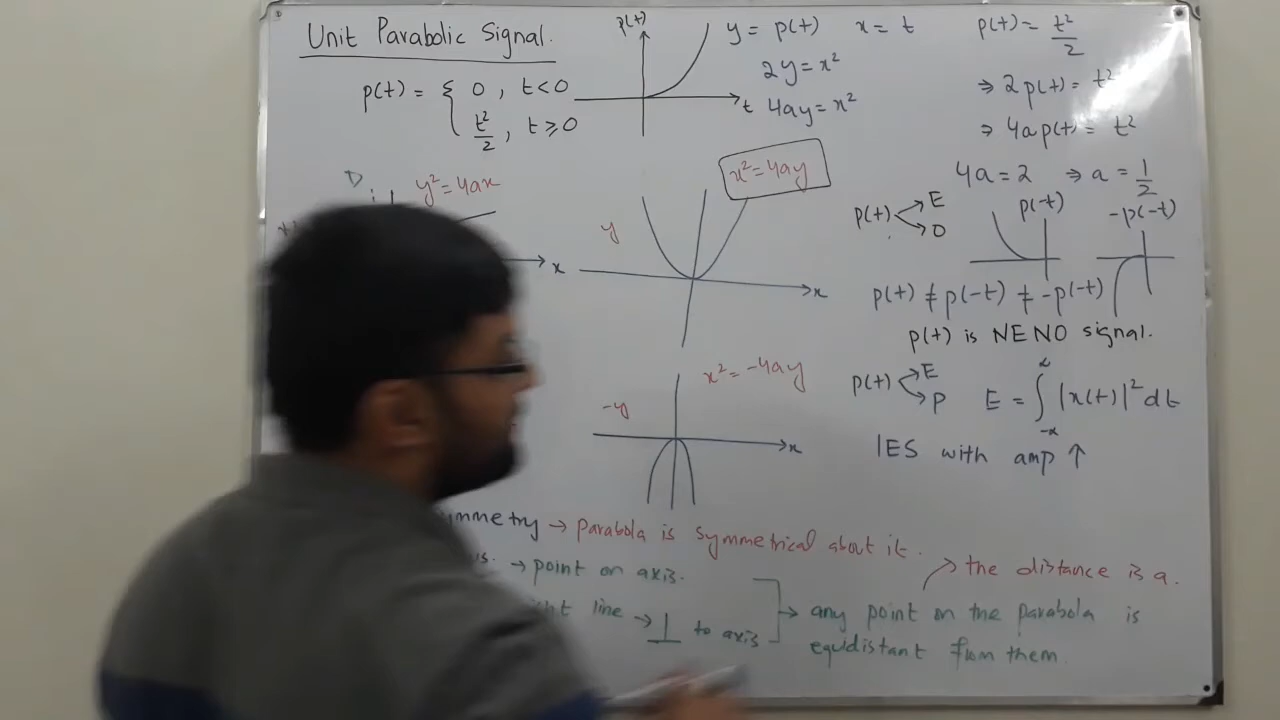 Unit Parabolic Signal.
p(t) = { 0 , t < 0
t²/2 , t ≥ 0
p(t)
t
y = p(t) x = t
2y = x²
4ay = x²
p(t) = t²/2
⇒ 2p(t) = t²
⇒ 4ap(t) = t²
4a = 2 ⇒ a = 1/2
y² = 4ax
x
x² = 4ay
y
x
x² = -4ay
-y
x
p(t) E
O
p(-t)
-p(-t)
p(t) ≠ p(-t) ≠ -p(-t)
p(t) is NENO signal.
p(t) E
P
E = ∫ |x(t)|² dt
IES with amp ↑
ymmetry → Parabola is symmetrical about it.
→ point on axis.
line → ⊥ to axis
→ any point on the parabola is
equidistant from them.
→ the distance is a.